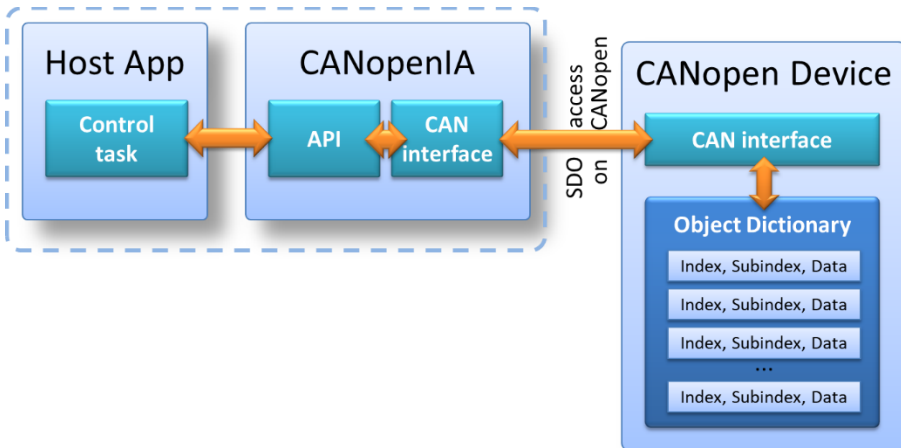 Host App
Control
task
CANopenIA
API
CAN
interface
SDO access
on CANopen
CANopen Device
CAN interface
Object Dictionary
Index, Subindex, Data
Index, Subindex, Data
Index, Subindex, Data
...
Index, Subindex, Data